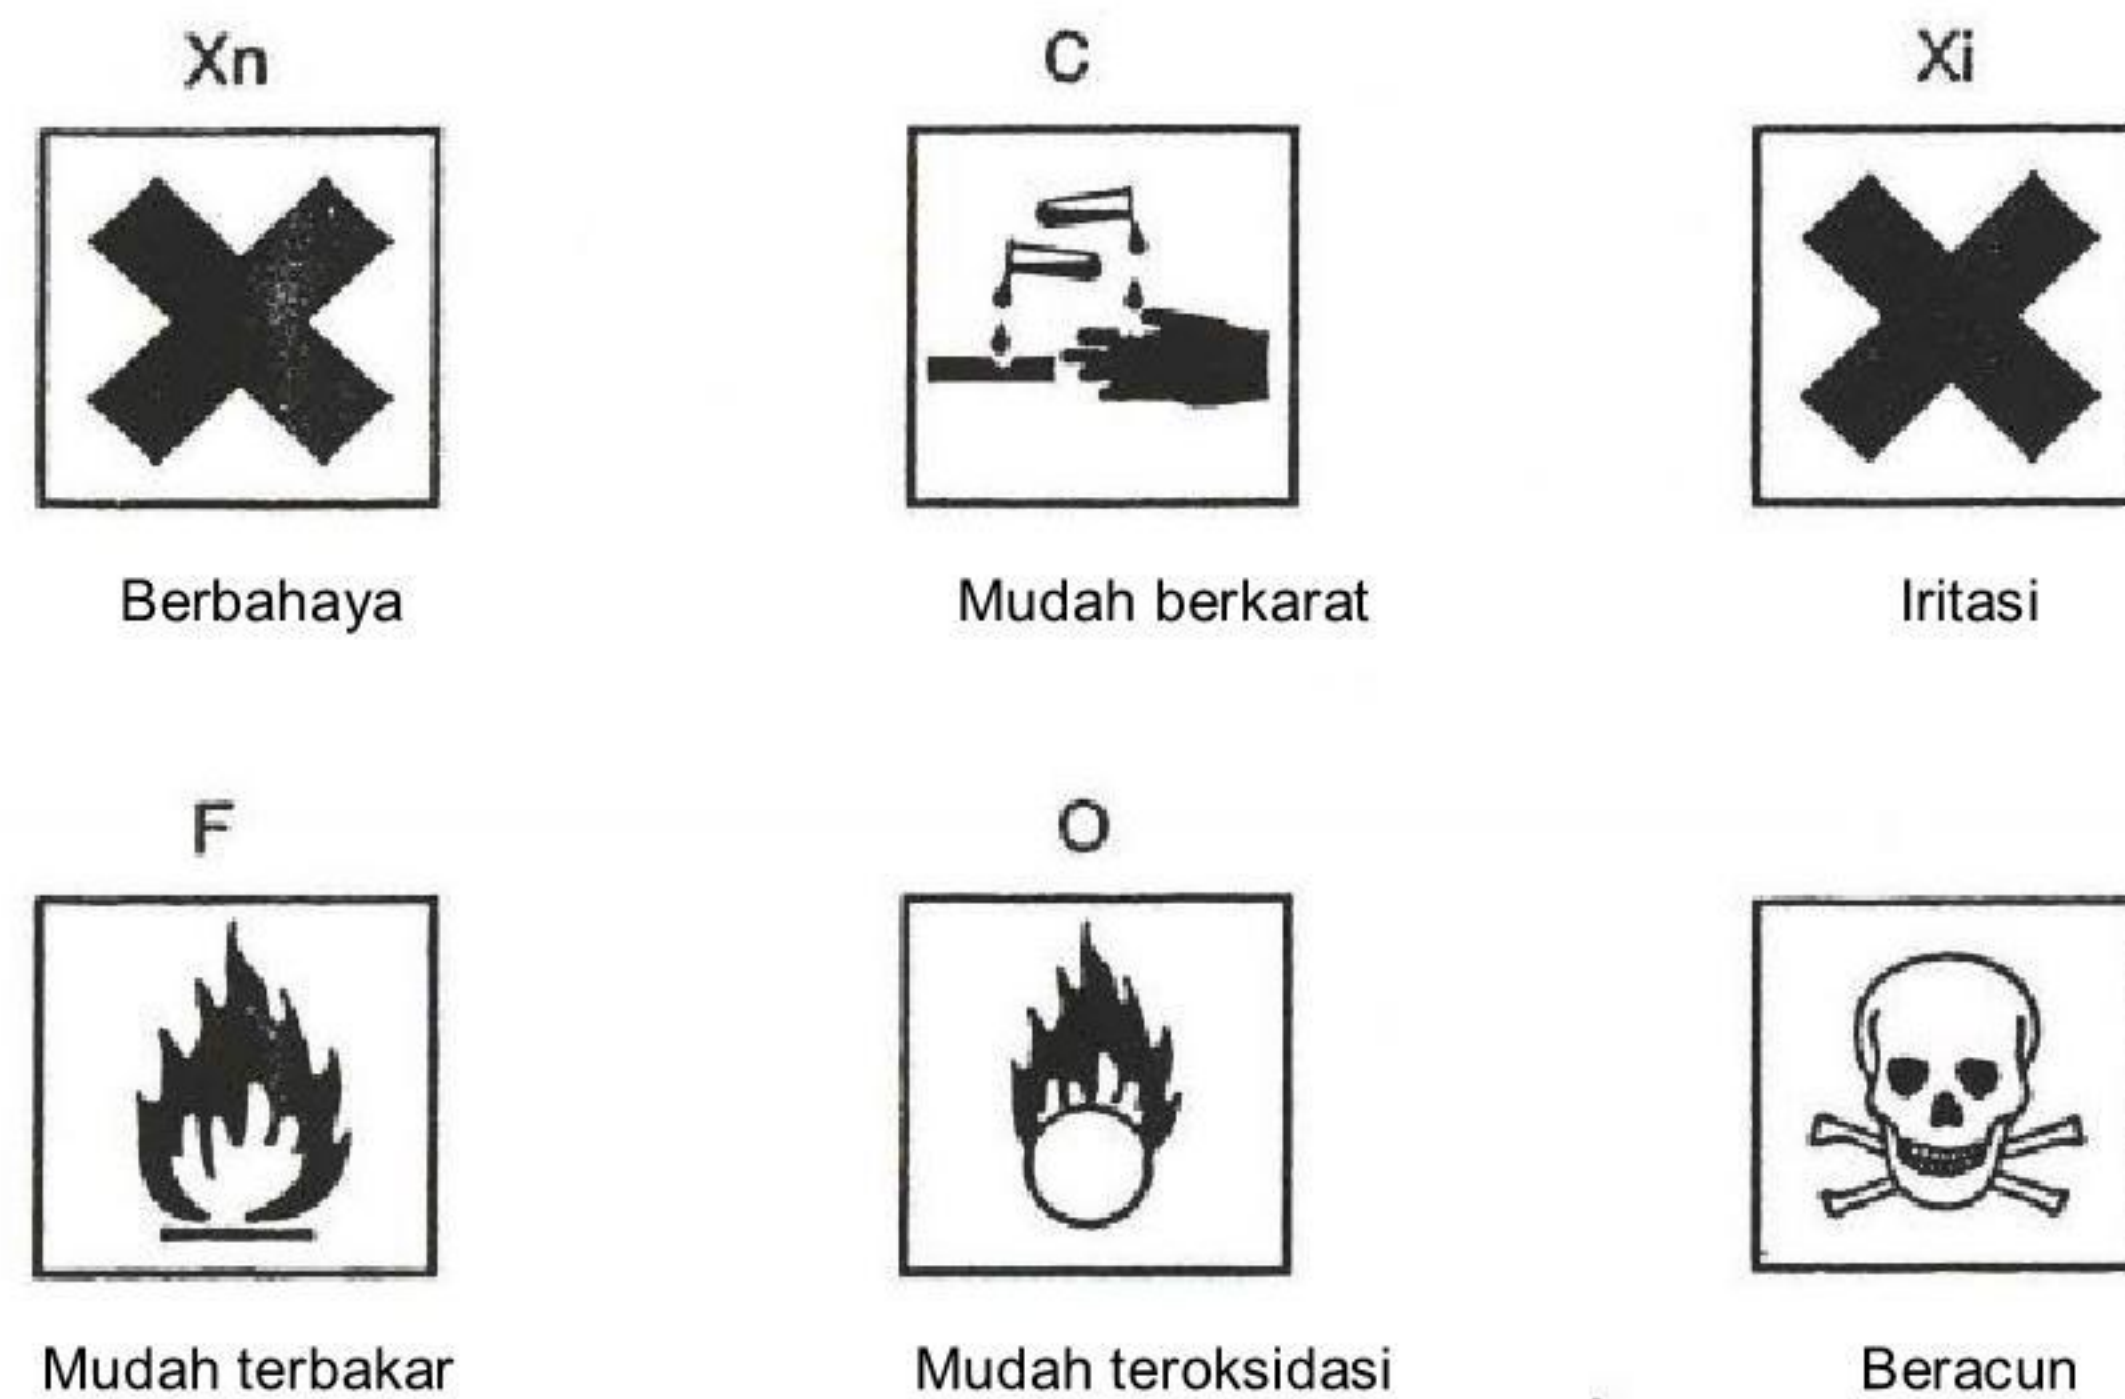 Xn
C
Xi
Berbahaya
Mudah berkarat
Iritasi
F
O
Mudah terbakar
Mudah teroksidasi
Beracun